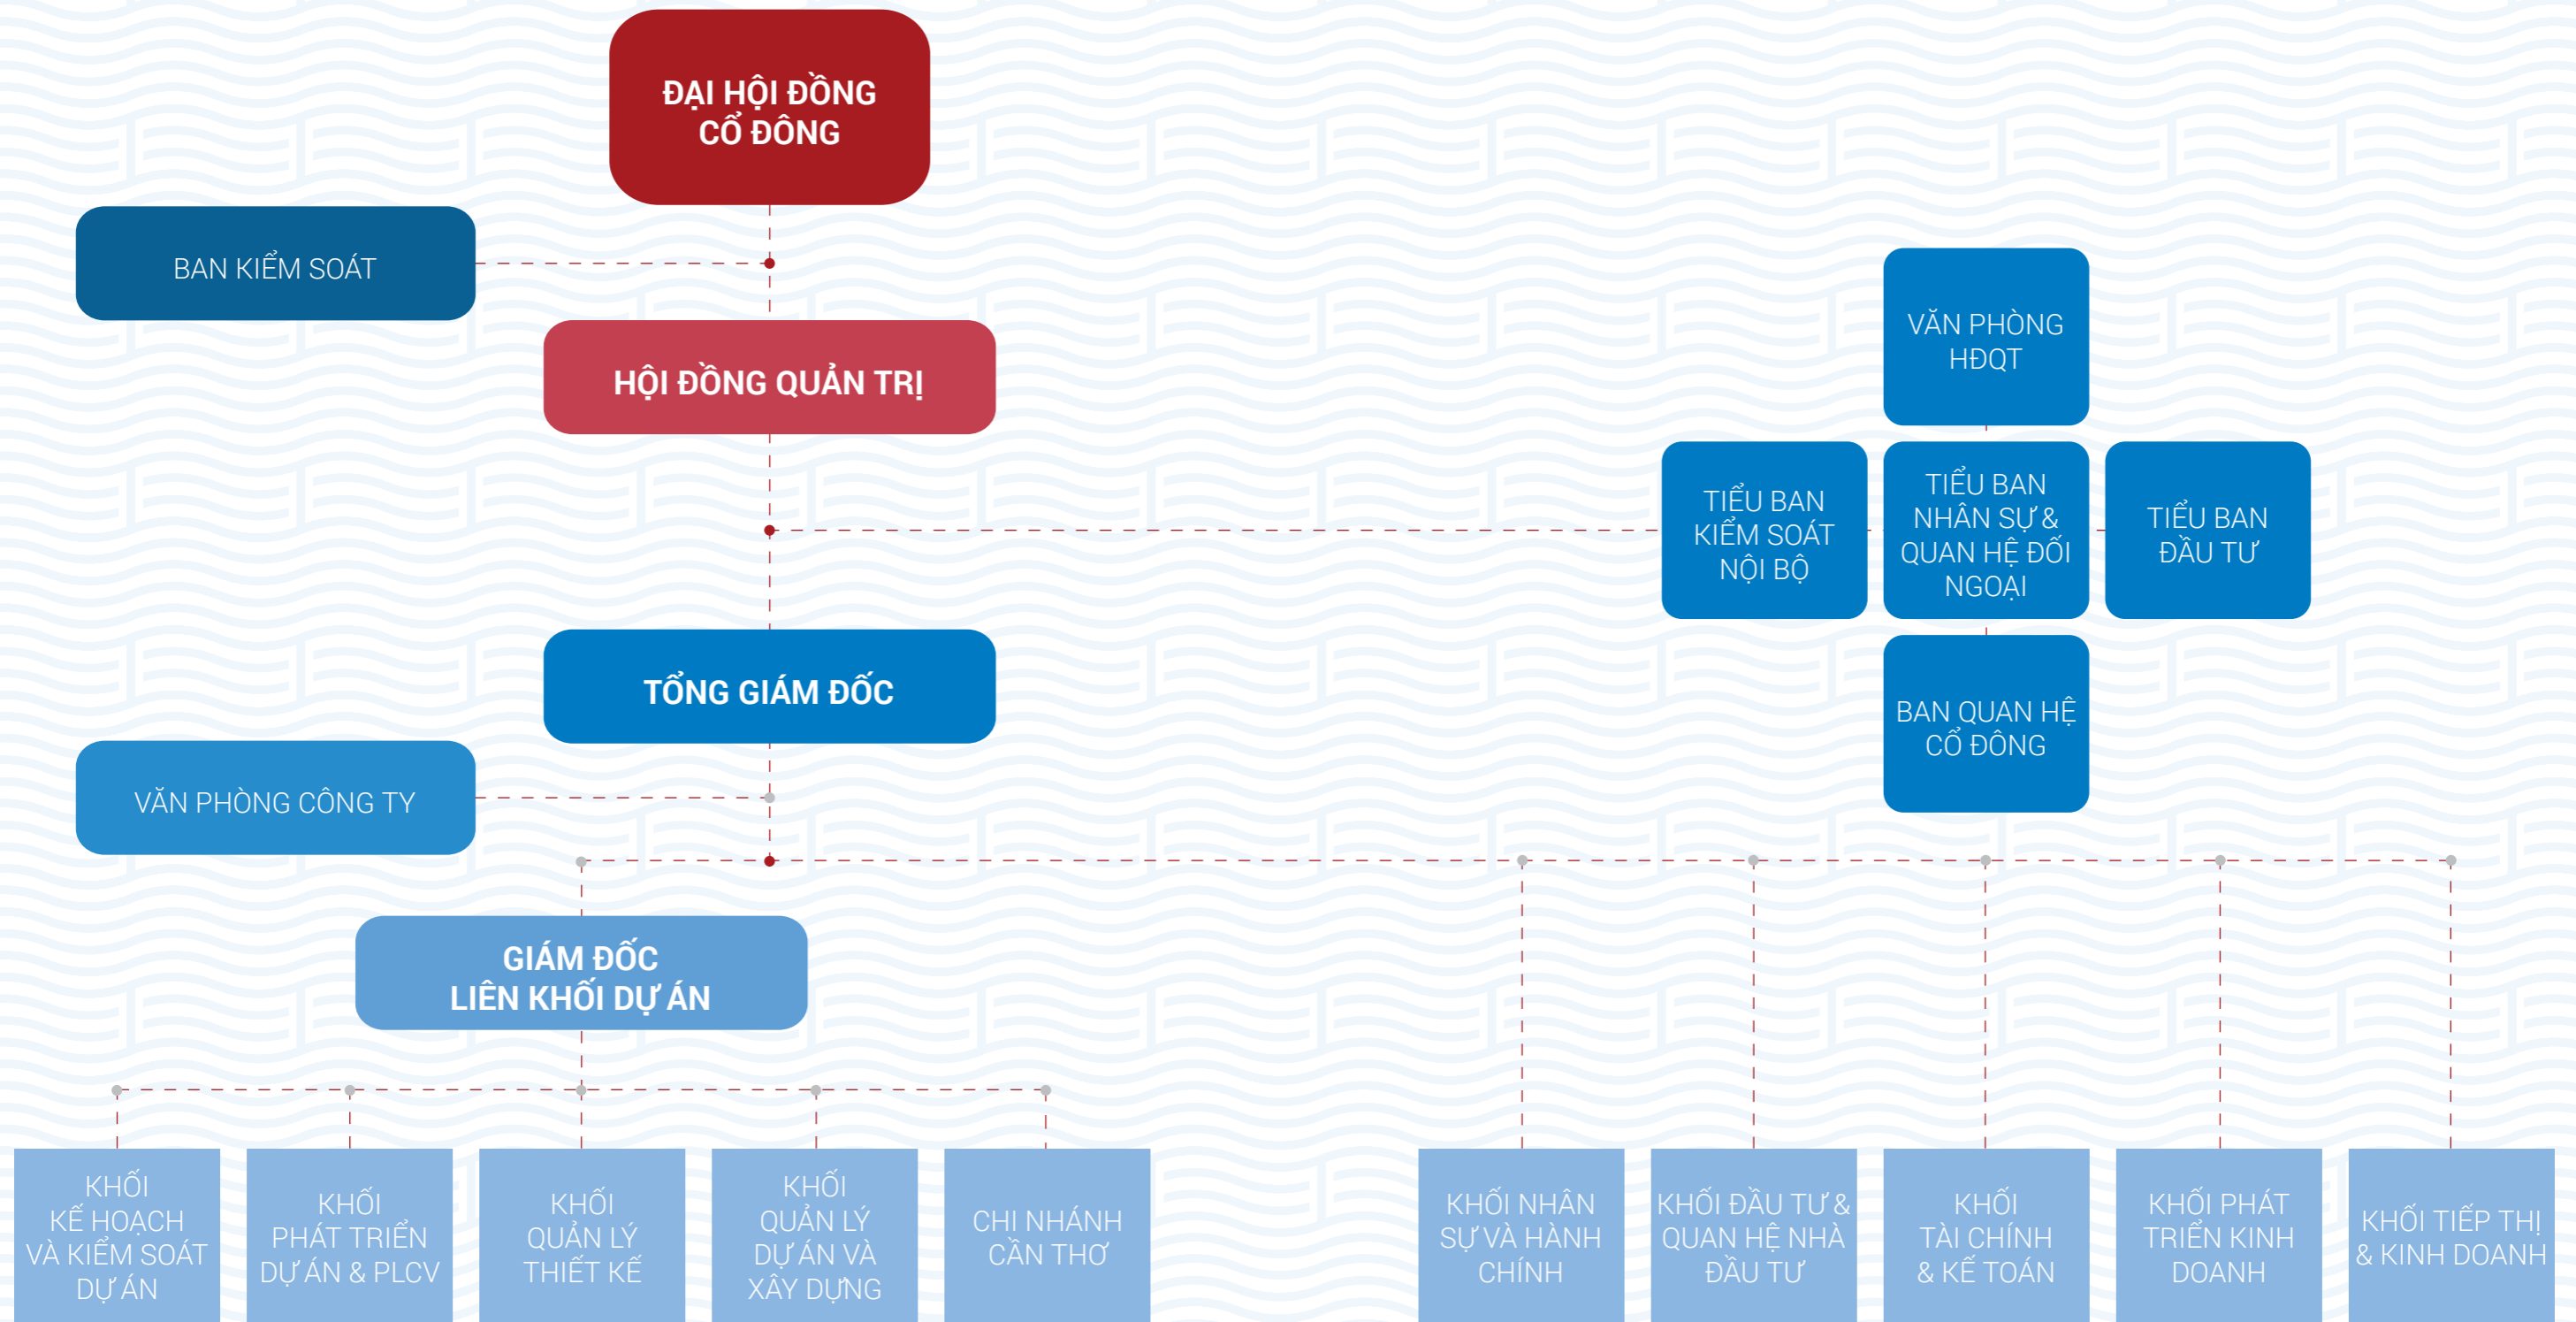 ĐẠI HỘI ĐỒNG
CỔ ĐÔNG
BAN KIỂM SOÁT
HỘI ĐỒNG QUẢN TRỊ
VĂN PHÒNG
HĐQT
TIỂU BAN
KIỂM SOÁT
NỘI BỘ
TIỂU BAN
NHÂN SỰ &
QUAN HỆ ĐỐI
NGOẠI
TIỂU BAN
ĐẦU TƯ
TỔNG GIÁM ĐỐC
BAN QUAN HỆ
CỔ ĐÔNG
VĂN PHÒNG CÔNG TY
GIÁM ĐỐC
LIÊN KHỐI DỰ ÁN
KHỐI
KẾ HOẠCH
VÀ KIỂM SOÁT
DỰ ÁN
KHỐI
PHÁT TRIỂN
DỰ ÁN & PLCV
KHỐI
QUẢN LÝ
THIẾT KẾ
KHỐI
QUẢN LÝ
DỰ ÁN VÀ
XÂY DỰNG
CHI NHÁNH
CẦN THƠ
KHỐI NHÂN
SỰ VÀ HÀNH
CHÍNH
KHỐI ĐẦU TƯ &
QUAN HỆ NHÀ
ĐẦU TƯ
KHỐI
TÀI CHÍNH
& KẾ TOÁN
KHỐI PHÁT
TRIỂN KINH
DOANH
KHỐI TIẾP THỊ
& KINH DOANH